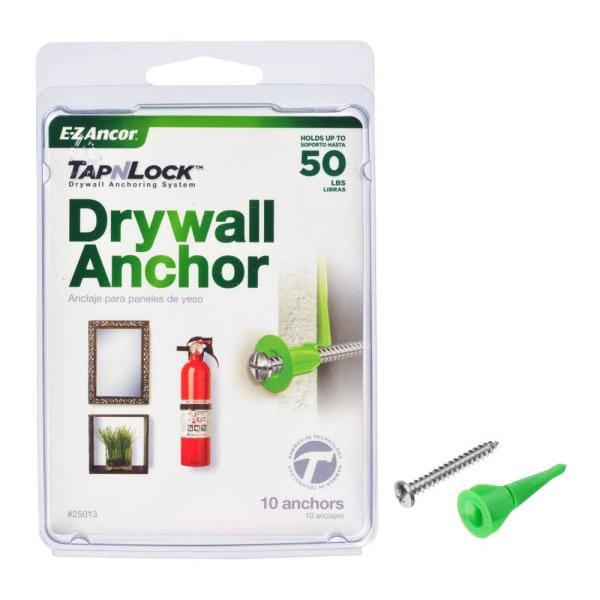 E-Z Ancor®
TAPNLOCK™
Drywall Anchoring System
HOLDS UP TO
SOPORTO HASTA
50
LBS
LIBRAS
Drywall
Anchor
Anclaje para paneles de yeso
HAMMER-IN TECHNOLOGY
10 anchors
10 anclajes
#25013